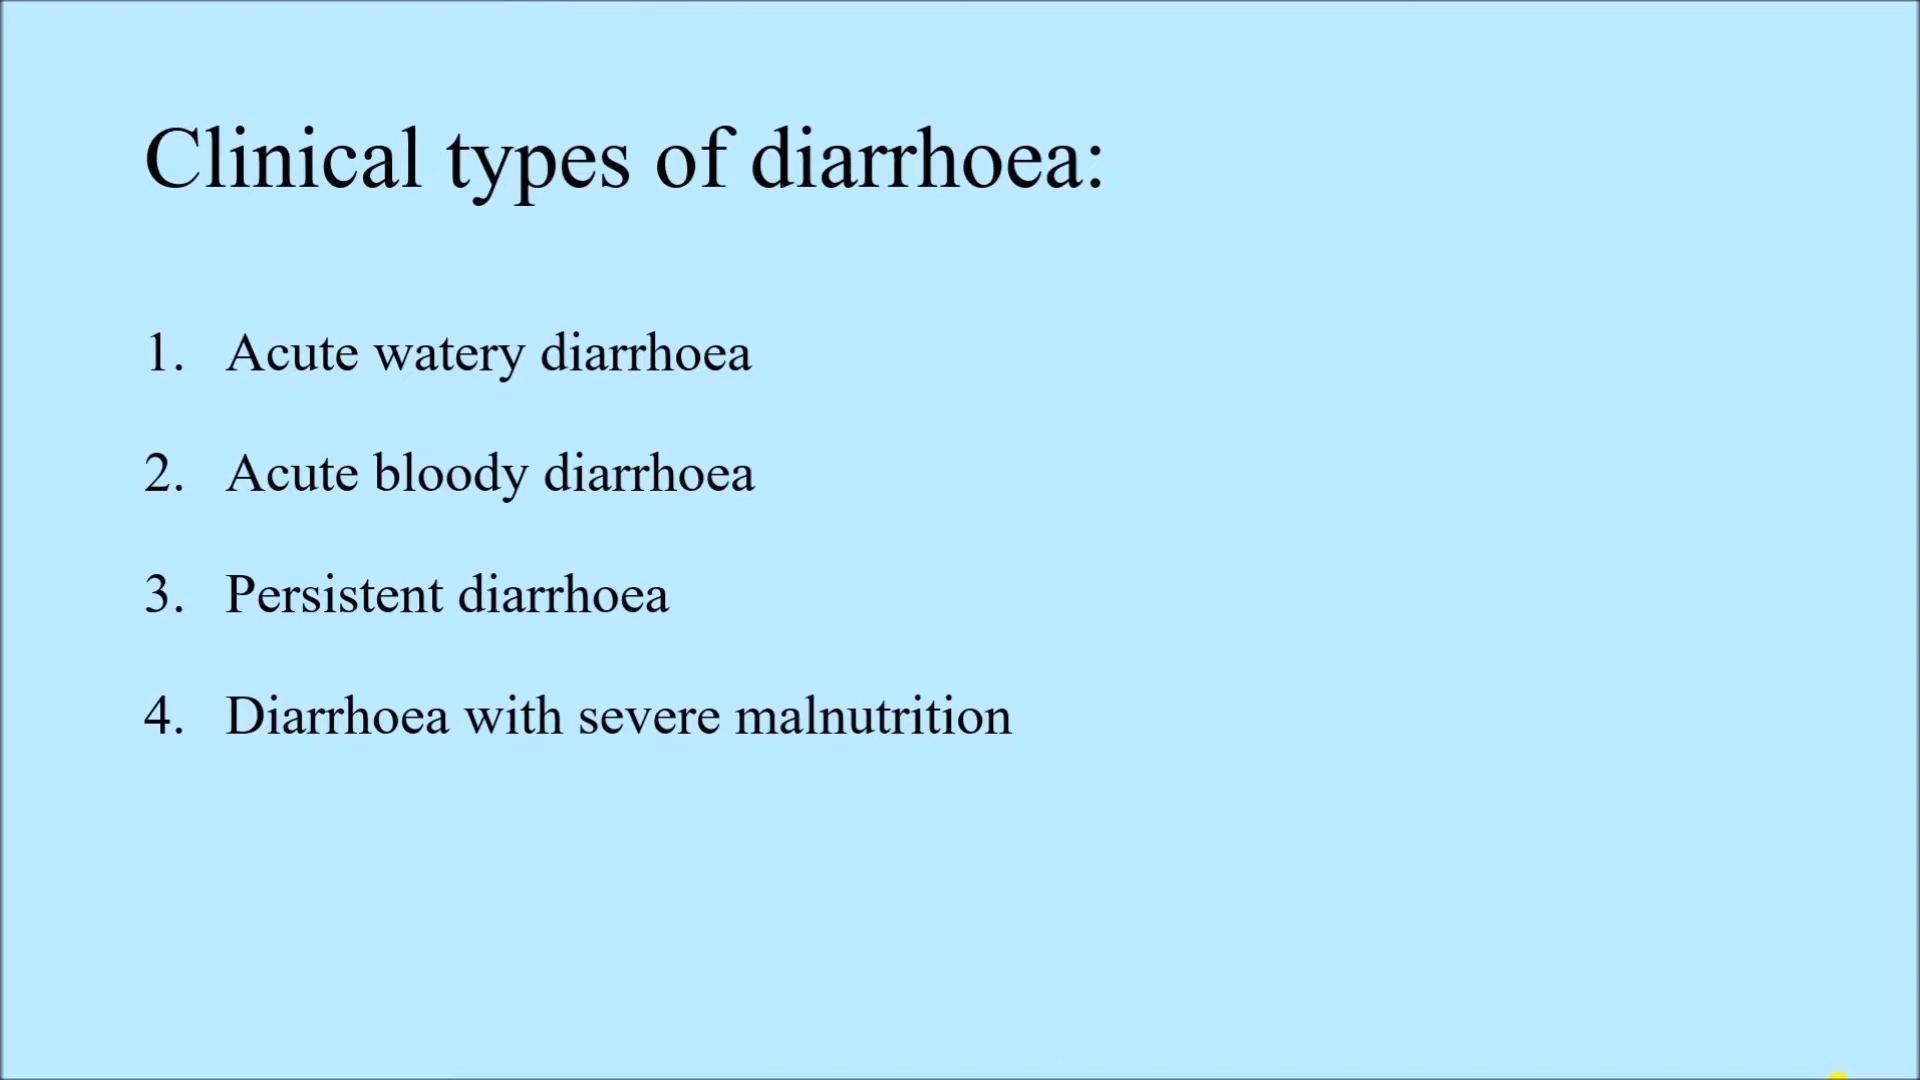 Clinical types of diarrhoea:
1. Acute watery diarrhoea
2. Acute bloody diarrhoea
3. Persistent diarrhoea
4. Diarrhoea with severe malnutrition